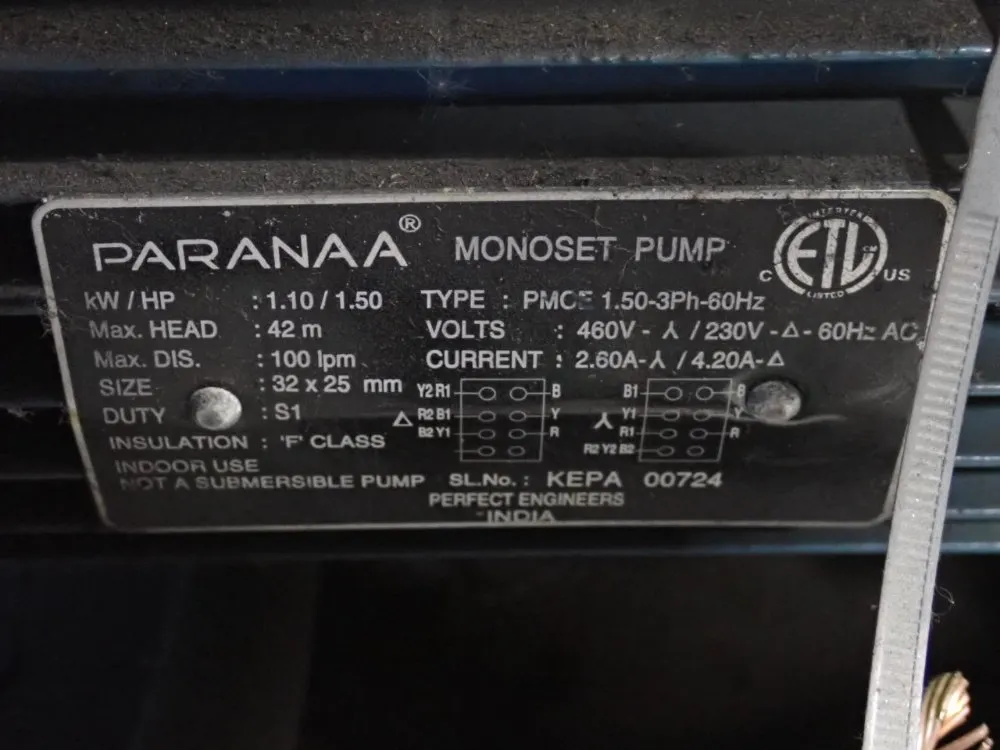 PARANAA® MONOSET PUMP
INTERTEK
ETL
C US
LISTED
kW / HP : 1.10 / 1.50 TYPE : PMCE 1.50-3Ph-60Hz
Max. HEAD : 42 m VOLTS : 460V - ⅄ / 230V - Δ - 60Hz AC
Max. DIS. : 100 lpm CURRENT : 2.60A-⅄ / 4.20A-Δ
SIZE : 32 x 25 mm
DUTY : S1
INSULATION : 'F' CLASS
INDOOR USE
NOT A SUBMERSIBLE PUMP
Δ
Y2 R1 B
R2 B1 Y
B2 Y1 R
⅄
B1 B
Y1 Y
R1 R
R2 Y2 B2
SL.No. : KEPA 00724
PERFECT ENGINEERS
INDIA